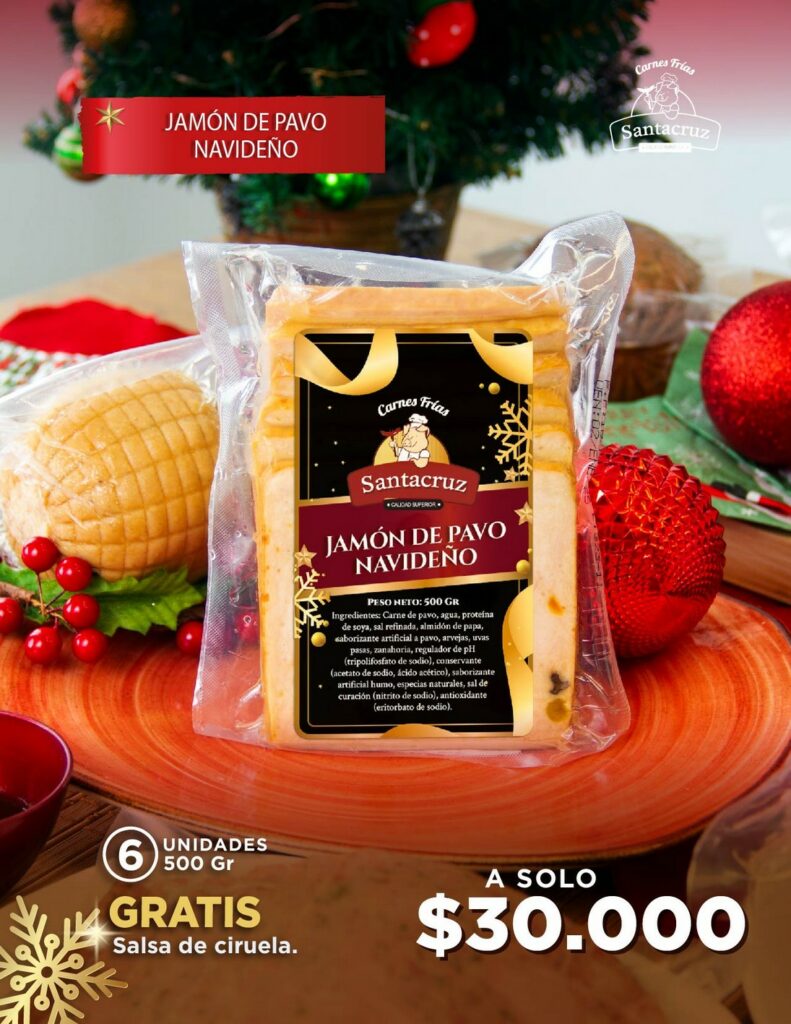 JAMÓN DE PAVO
NAVIDEÑO
Carnes Frías
Santacruz
Carnes Frías
Santacruz
• CALIDAD SUPERIOR •
JAMÓN DE PAVO
NAVIDEÑO
PESO NETO: 500 GR
Ingredientes: Carne de pavo, agua, proteína
de soya, sal refinada, almidón de papa,
saborizante artificial a pavo, arvejas, uvas
pasas, zanahoria, regulador de pH
(tripolifosfato de sodio), conservante
(acetato de sodio, ácido acético), saborizante
artificial humo, especias naturales, sal de
curación (nitrito de sodio), antioxidante
(eritorbato de sodio).
6 UNIDADES
500 Gr
GRATIS
Salsa de ciruela.
A SOLO
$30.000